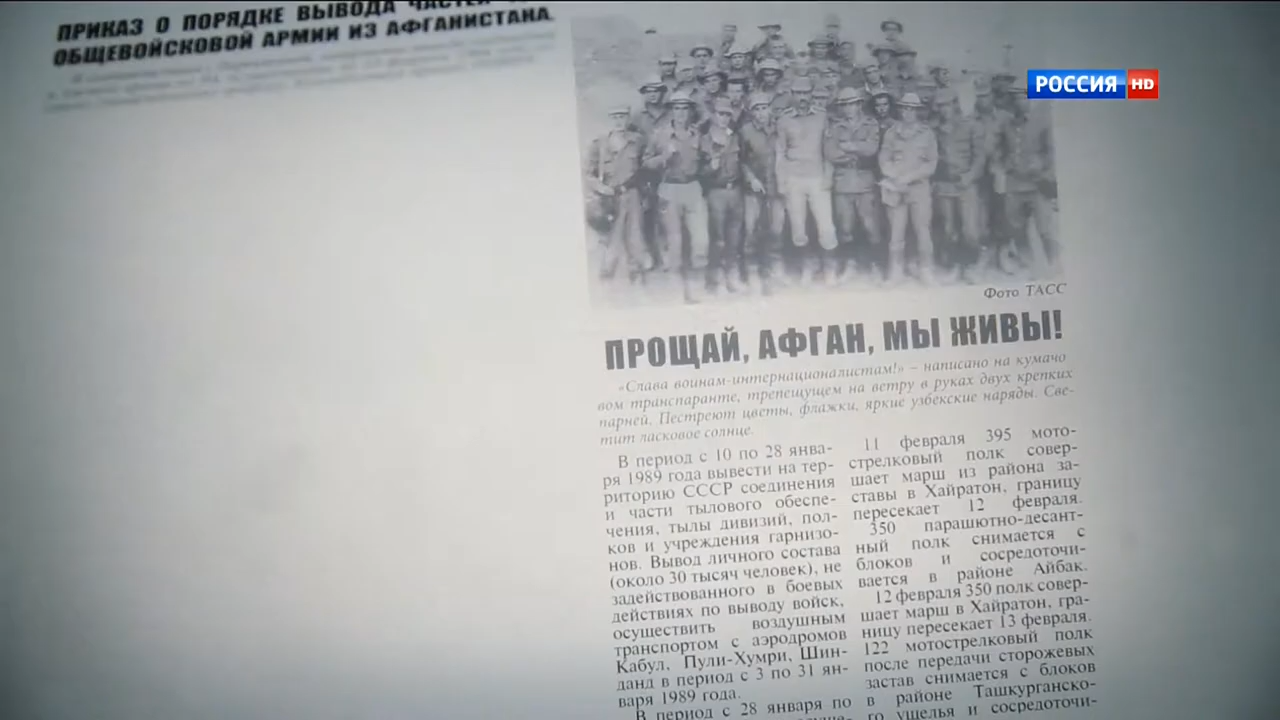 ПРИКАЗ О ПОРЯДКЕ ВЫВОДА ЧАСТЕЙ
ОБЩЕВОЙСКОВОЙ АРМИИ ИЗ АФГАНИСТАНА.
РОССИЯ HD
Фото ТАСС
ПРОЩАЙ, АФГАН, МЫ ЖИВЫ!
«Слава воинам-интернационалистам!» – написано на кумачо
вом транспаранте, трепещущем на ветру в руках двух крепких
парней. Пестреют цветы, флажки, яркие узбекские наряды. Све-
тит ласковое солнце.
В период с 10 по 28 янва-
ря 1989 года вывести на тер-
риторию СССР соединения
и части тылового обеспе-
чения, тылы дивизий, пол-
ков и учреждения гарнизо-
нов. Вывод личного состава
(около 30 тысяч человек), не
задействованного в боевых
действиях по выводу войск,
осуществить воздушным
транспортом с аэродромов
Кабул, Пули-Хумри, Шин-
данд в период с 3 по 31 ян-
варя 1989 года.
В период с 28 января по
11 февраля 395 мото-
стрелковый полк совер-
шает марш из района за-
ставы в Хайратон, границу
пересекает 12 февраля.
350 парашютно-десант-
ный полк снимается с
блоков и сосредоточи-
вается в районе Айбак.
12 февраля 350 полк совер-
шает марш в Хайратон, гра-
ницу пересекает 13 февраля.
122 мотострелковый полк
после передачи сторожевых
застав снимается с блоков
в районе Ташкурганско-
го ущелья и сосредоточи-